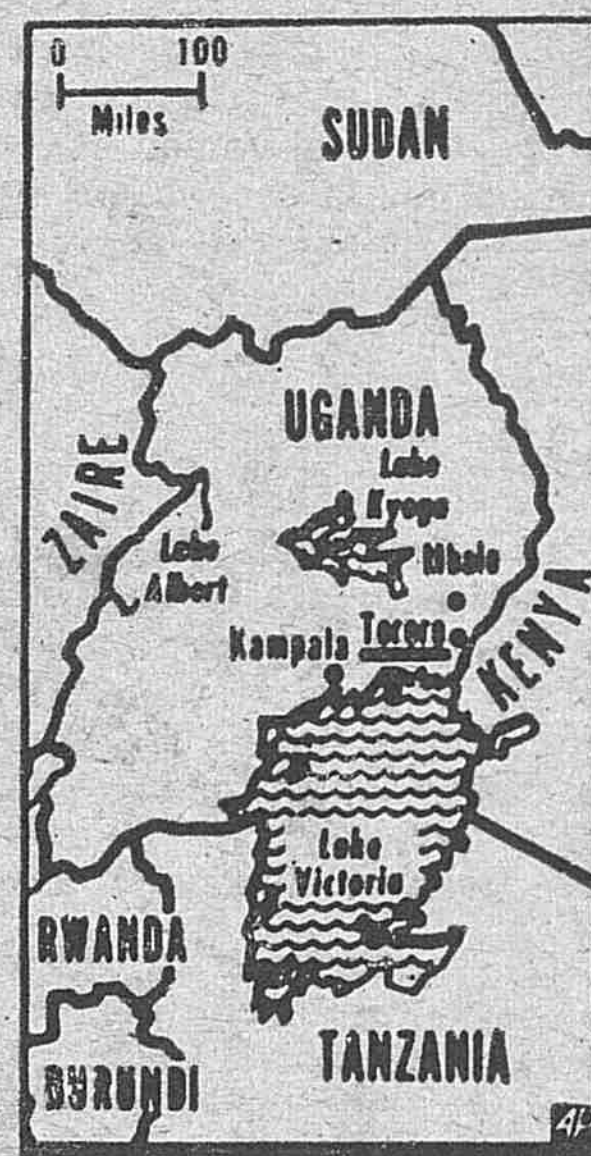 0 100
Miles
SUDAN
UGANDA
ZAIRE
Lake
Kyoga
Lake
Albert
Mbale
KENYA
Kampala
Tororo
Lake
Victoria
RWANDA
TANZANIA
BURUNDI
AP